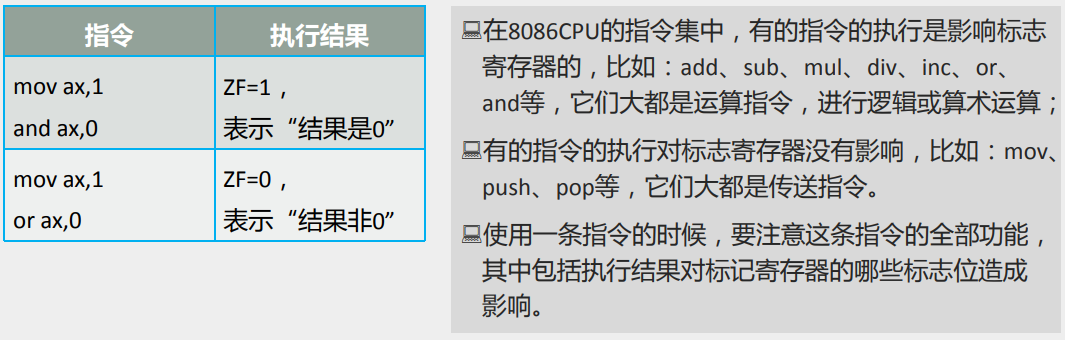 指令 执行结果
mov ax,1 ZF=1，
and ax,0 表示“结果是0”
mov ax,1 ZF=0，
or ax,0 表示“结果非0”
在8086CPU的指令集中，有的指令的执行是影响标志
寄存器的，比如：add、sub、mul、div、inc、or、
and等，它们大都是运算指令，进行逻辑或算术运算；
有的指令的执行对标志寄存器没有影响，比如：mov、
push、pop等，它们大都是传送指令。
使用一条指令的时候，要注意这条指令的全部功能，
其中包括执行结果对标记寄存器的哪些标志位造成
影响。